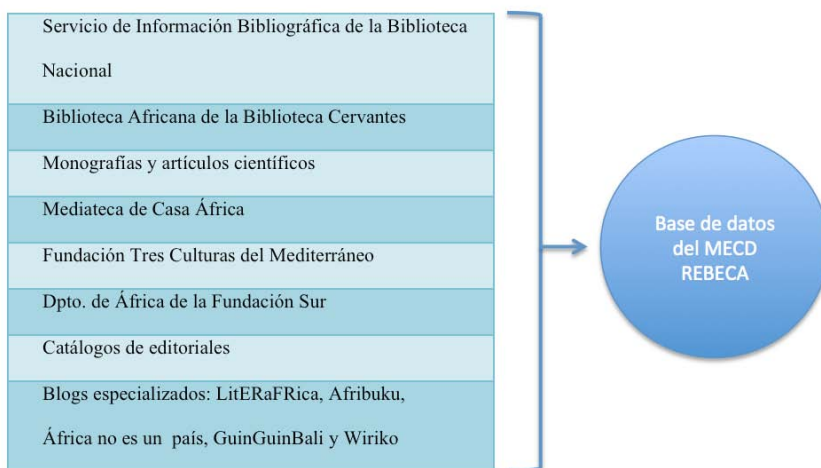 Servicio de Información Bibliográfica de la Biblioteca
Nacional
Biblioteca Africana de la Biblioteca Cervantes
Monografías y artículos científicos
Mediateca de Casa África
Fundación Tres Culturas del Mediterráneo
Dpto. de África de la Fundación Sur
Catálogos de editoriales
Blogs especializados: LitERaFRica, Afribuku,
África no es un país, GuinGuinBali y Wiriko
Base de datos
del MECD
REBECA